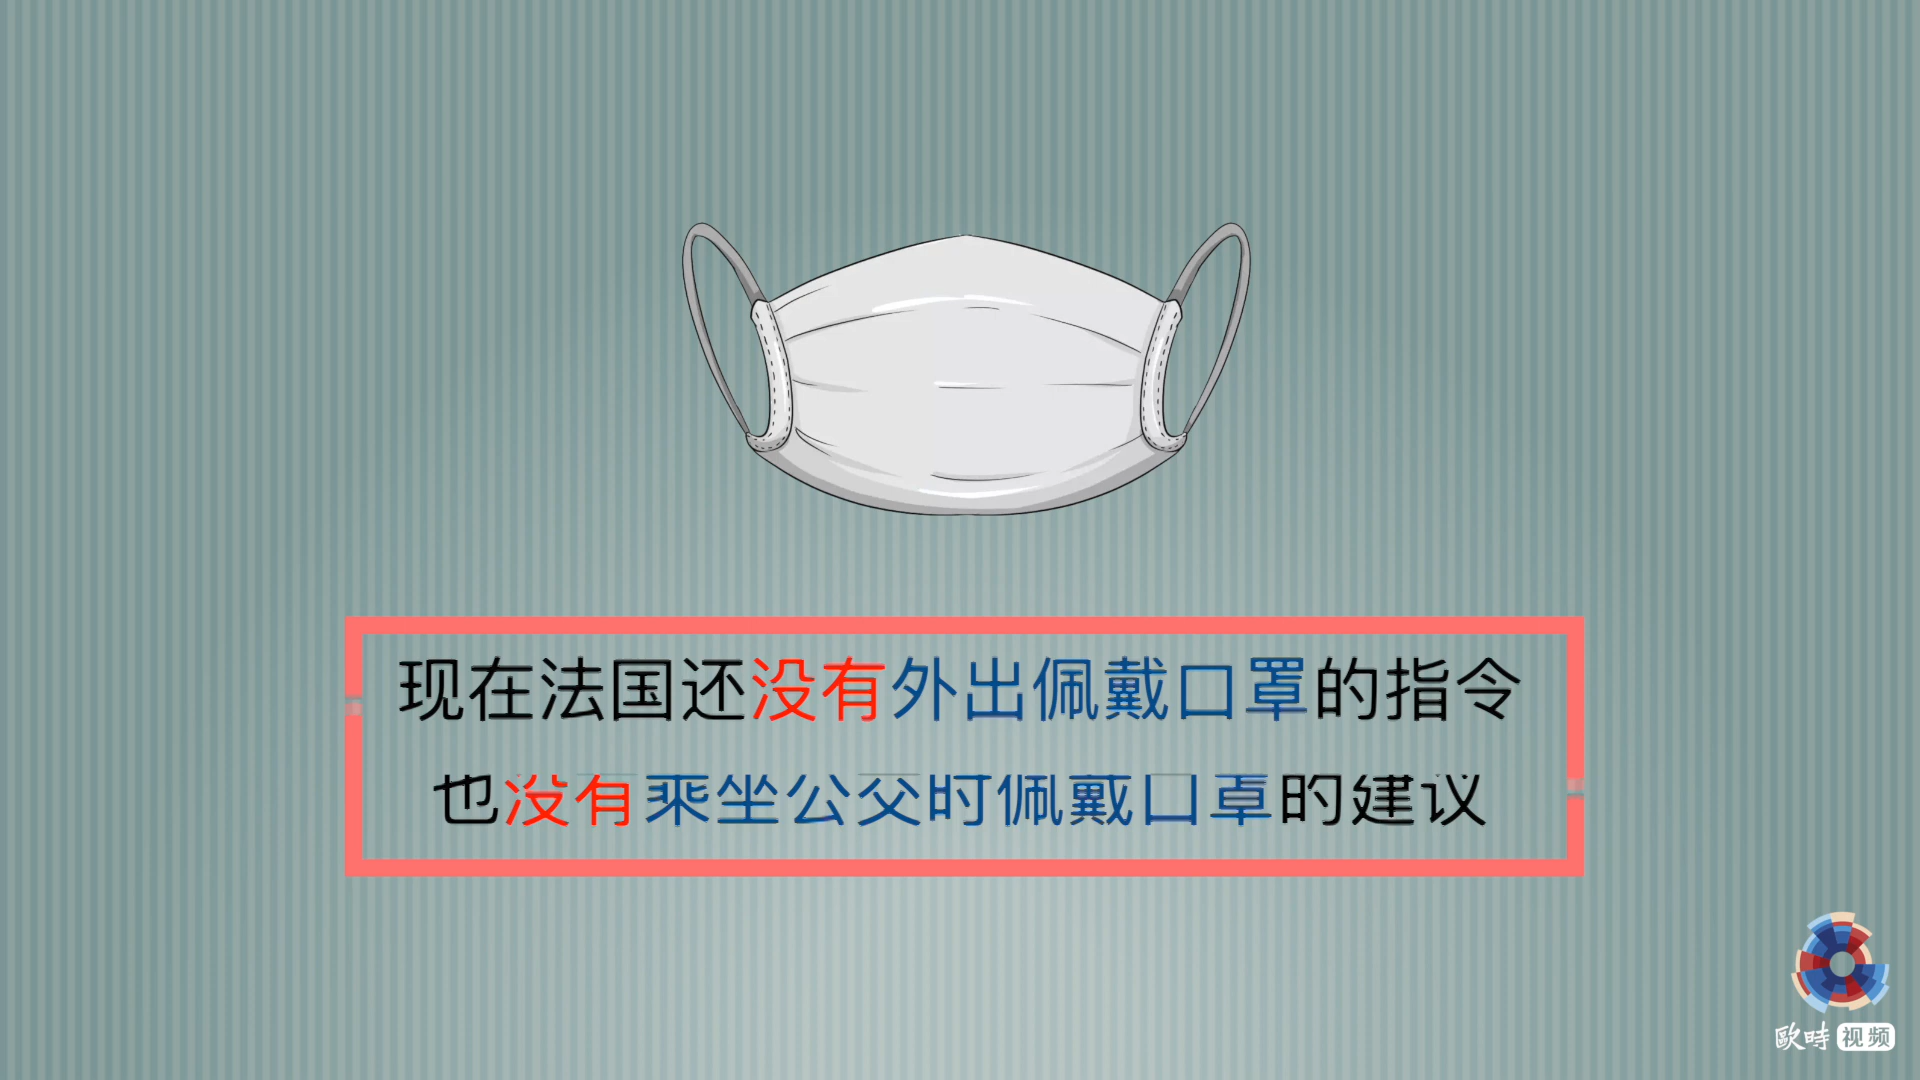 现在法国还没有外出佩戴口罩的指令
也没有乘坐公交时佩戴口罩的建议
歐時 视频